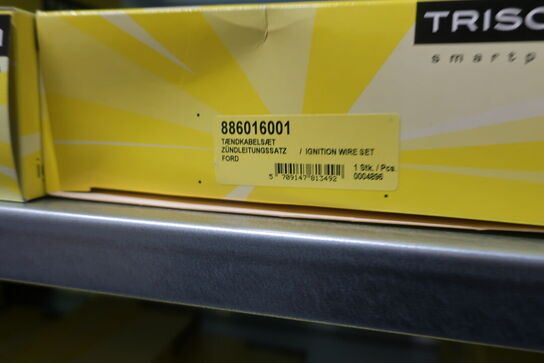 TRISC
smartp
886016001
TÆNDKABELSÆT
ZÜNDLEITUNGSSATZ / IGNITION WIRE SET
FORD
1 Stk. / Pcs
5 709147 813492 0004896